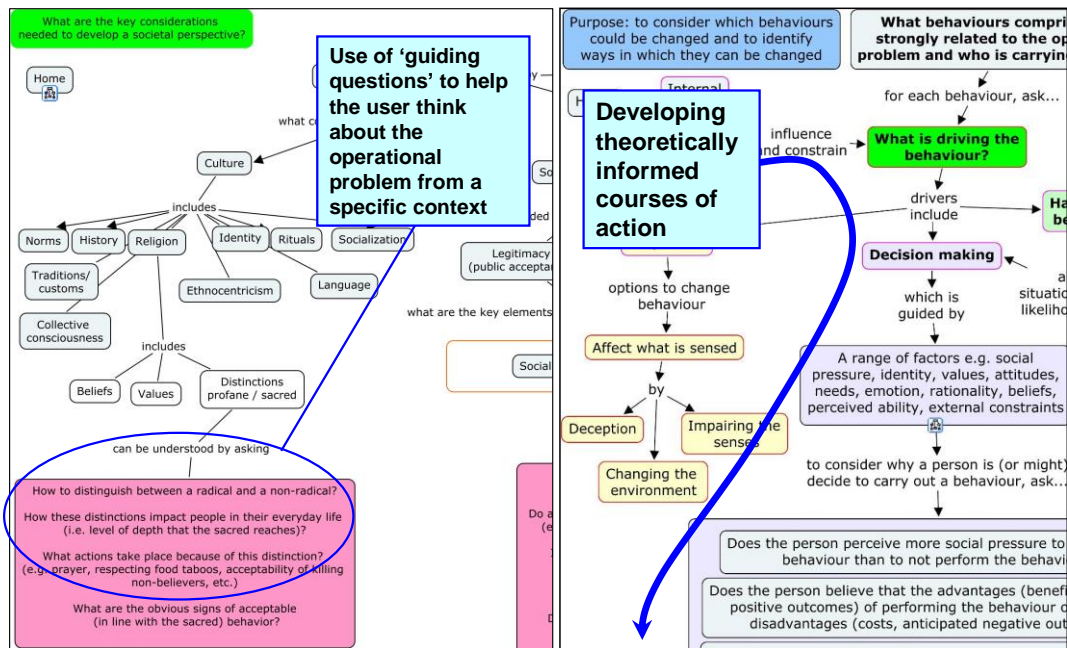 What are the key considerations
needed to develop a societal perspective?
Home
what
Culture
includes
Norms
History
Religion
Identity
Rituals
Socialization
Traditions/
customs
Ethnocentricism
Language
Collective
consciousness
includes
Beliefs
Values
Distinctions
profane / sacred
can be understood by asking
How to distinguish between a radical and a non-radical?
How these distinctions impact people in their everyday life
(i.e. level of depth that the sacred reaches)?
What actions take place because of this distinction?
(e.g. prayer, respecting food taboos, acceptability of killing
non-believers, etc.)
What are the obvious signs of acceptable
(in line with the sacred) behavior?
Use of ‘guiding
questions’ to help
the user think
about the
operational
problem from a
specific context
Legitimacy
(public
what are the key elements
Social
Purpose: to consider which behaviours
could be changed and to identify
ways in which they can be changed
What behaviours
strongly related to the
problem and who is
Internal
for each behaviour, ask...
influence
and constrain
What is driving the
behaviour?
Developing
theoretically
informed
courses of
action
drivers
include
Decision making
options to change
behaviour
which is
guided by
Affect what is sensed
by
Deception
Impairing the
senses
Changing the
environment
A range of factors e.g. social
pressure, identity, values, attitudes,
needs, emotion, rationality, beliefs,
perceived ability, external constraints
to consider why a person is (or might)
decide to carry out a behaviour, ask...
Does the person perceive more social pressure to
behaviour than to not perform the
Does the person believe that the advantages
positive outcomes) of performing the behaviour
disadvantages (costs, anticipated negative